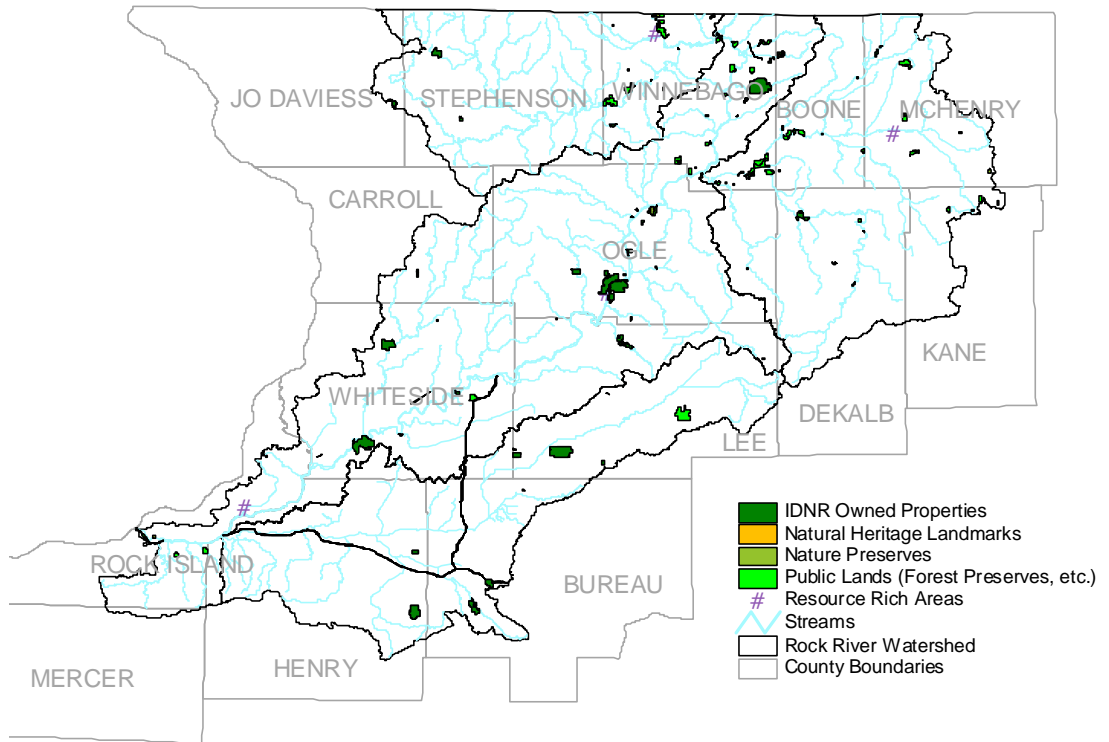 JO DAVIESS
STEPHENSON
WINNEBAGO
BOONE
MCHENRY
CARROLL
OGLE
KANE
WHITESIDE
DEKALB
LEE
ROCK ISLAND
BUREAU
HENRY
MERCER
#
#
#
#
IDNR Owned Properties
Natural Heritage Landmarks
Nature Preserves
Public Lands (Forest Preserves, etc.)
# Resource Rich Areas
Streams
Rock River Watershed
County Boundaries